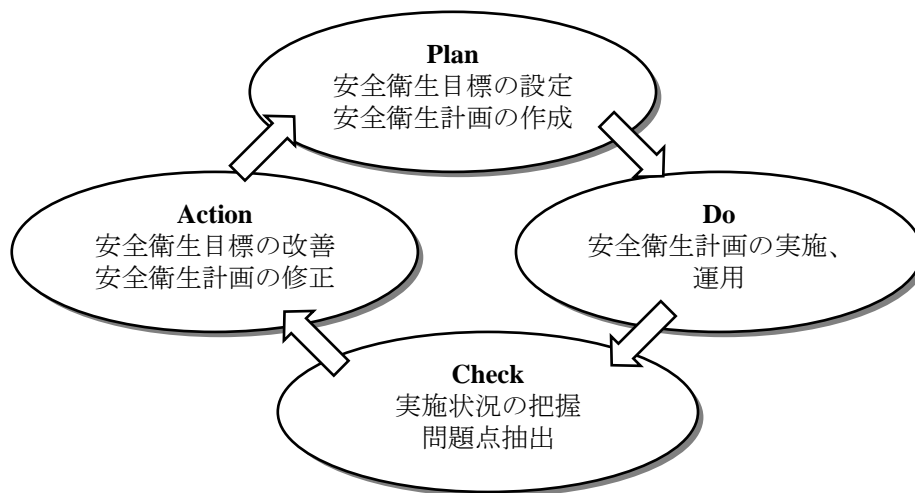 Plan
安全衛生目標の設定
安全衛生計画の作成
Do
安全衛生計画の実施、
運用
Check
実施状況の把握
問題点抽出
Action
安全衛生目標の改善
安全衛生計画の修正